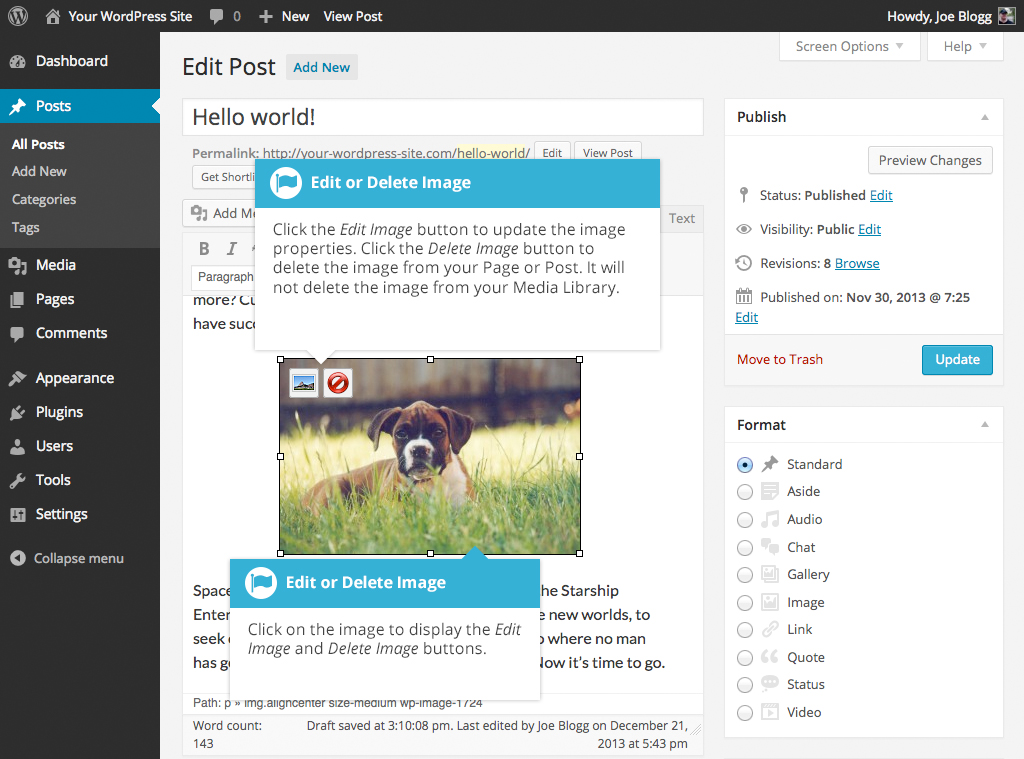 Your WordPress Site 0 New View Post Howdy, Joe Blogg
Dashboard
Posts
All Posts
Add New
Categories
Tags
Media
Pages
Comments
Appearance
Plugins
Users
Tools
Settings
Collapse menu
Screen Options Help
Edit Post Add New
Hello world!
Permalink: http://your-wordpress-site.com/hello-world/ Edit View Post
Get Shortli
Add Me
Text
B I
Paragraph
more? Cu
have succ
Edit or Delete Image
Click the Edit Image button to update the image
properties. Click the Delete Image button to
delete the image from your Page or Post. It will
not delete the image from your Media Library.
Edit or Delete Image
Click on the image to display the Edit
Image and Delete Image buttons.
Space he Starship
Enter e new worlds, to
seek o where no man
has g Now it's time to go.
Path: p » img.aligncenter size-medium wp-image-1724
Word count: 143
Draft saved at 3:10:08 pm. Last edited by Joe Blogg on December 21,
2013 at 5:43 pm
Publish
Preview Changes
Status: Published Edit
Visibility: Public Edit
Revisions: 8 Browse
Published on: Nov 30, 2013 @ 7:25
Edit
Move to Trash Update
Format
Standard
Aside
Audio
Chat
Gallery
Image
Link
Quote
Status
Video